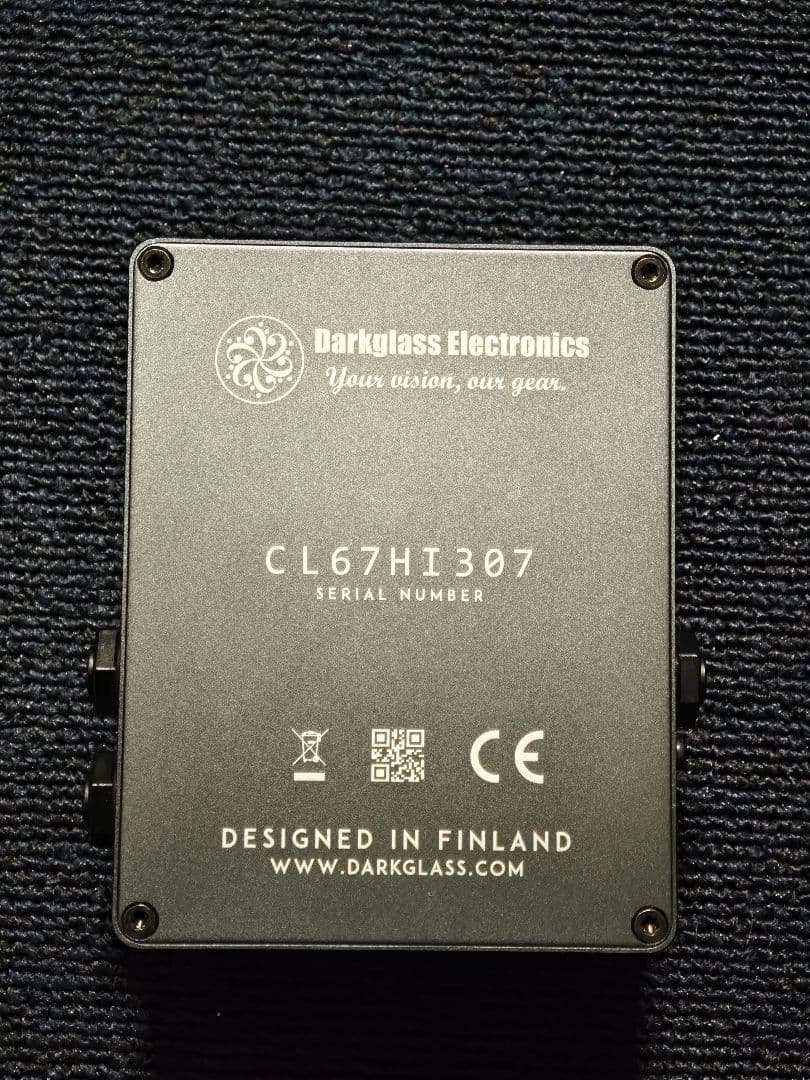 Darkglass Electronics
Your vision, our gear.
CL67HI307
SERIAL NUMBER
CE
DESIGNED IN FINLAND
WWW.DARKGLASS.COM